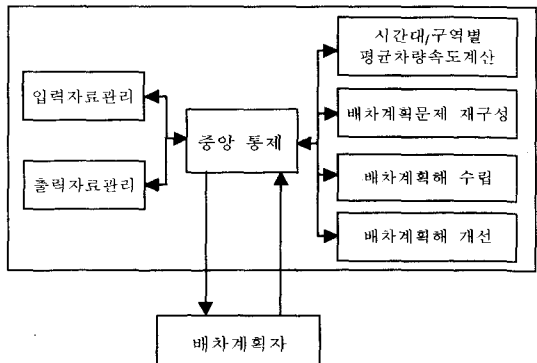 시간대/구역별
평균차량속도계산
입력자료관리
배차계획문제 재구성
중앙 통제
출력자료관리
배차계획해 수립
배차계획해 개선
배차계획자